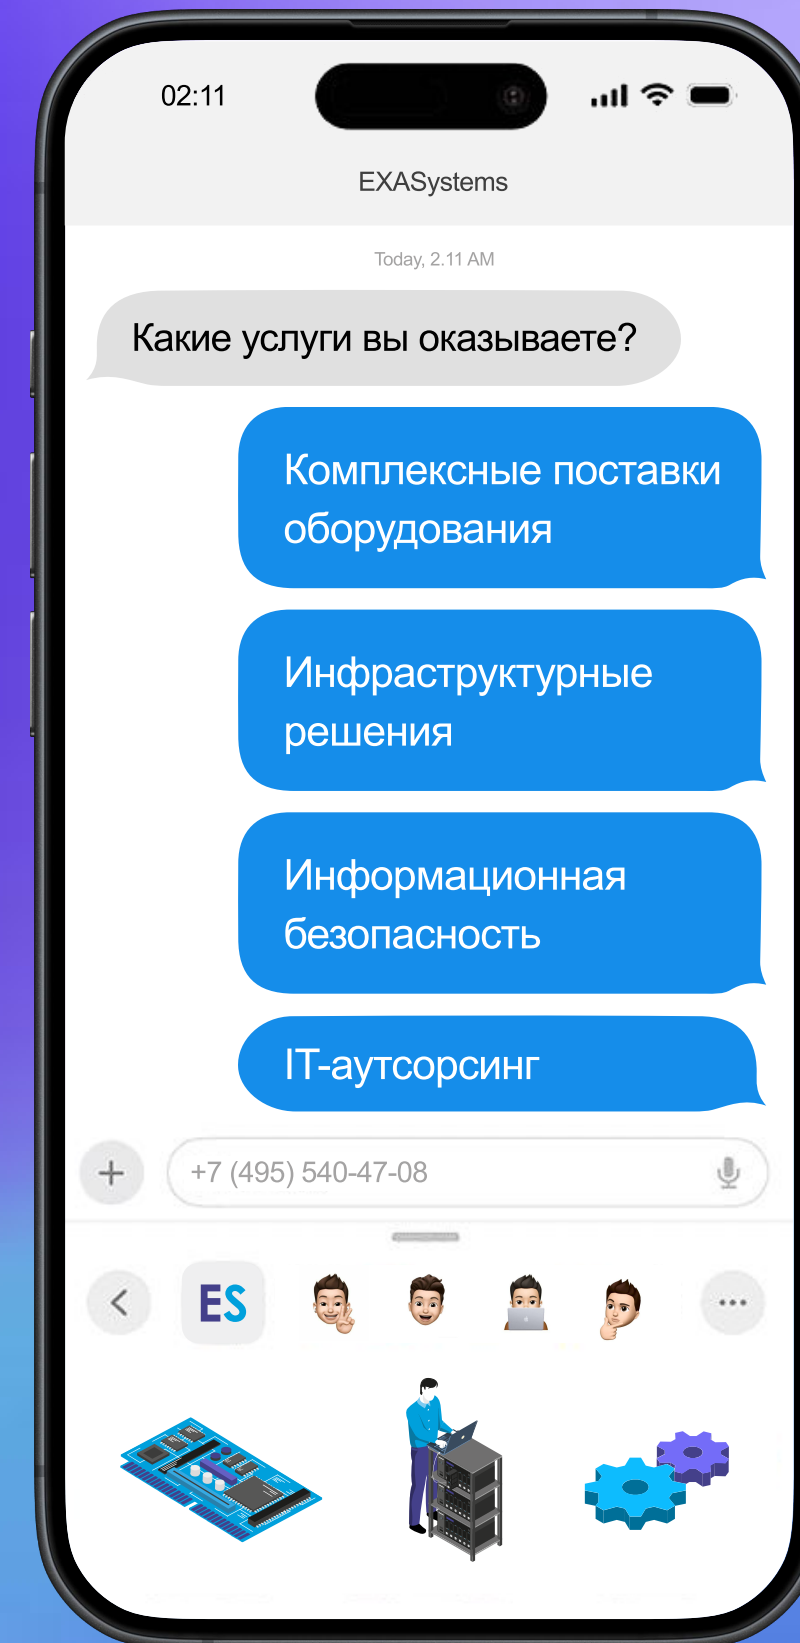 02:11
EXASystems
Today, 2.11 AM
Какие услуги вы оказываете?
Комплексные поставки
оборудования
Инфраструктурные
решения
Информационная
безопасность
IT-аутсорсинг
+7 (495) 540-47-08
ES